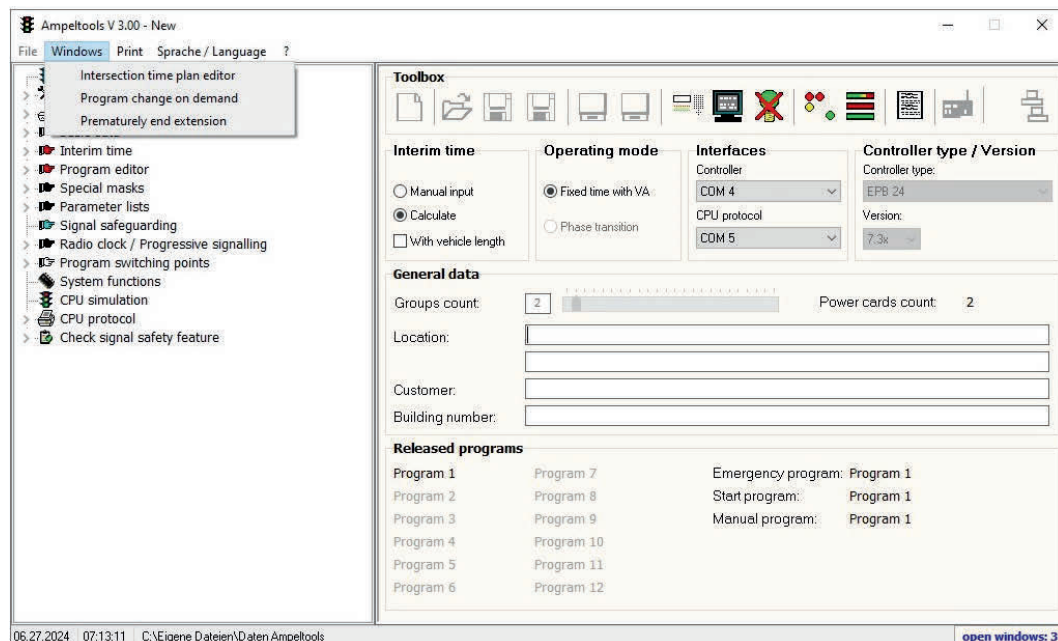 Ampeltools V 3.00 - New
File Windows Print Sprache / Language ?
Intersection time plan editor
Program change on demand
Prematurely end extension
Interim time
Program editor
Special masks
Parameter lists
Signal safeguarding
Radio clock / Progressive signalling
Program switching points
System functions
CPU simulation
CPU protocol
Check signal safety feature
Toolbox
Interim time
Manual input
Calculate
With vehicle length
Operating mode
Fixed time with VA
Phase transition
Interfaces
Controller
COM 4
CPU protocol
COM 5
Controller type / Version
Controller type:
EPB 24
Version:
7.3x
General data
Groups count: 2 Power cards count: 2
Location:
Customer:
Building number:
Released programs
Program 1 Program 7 Emergency program: Program 1
Program 2 Program 8 Start program: Program 1
Program 3 Program 9 Manual program: Program 1
Program 4 Program 10
Program 5 Program 11
Program 6 Program 12
06.27.2024 07:13:11 C:\Eigene Dateien\Daten Ampeltools open windows: 3